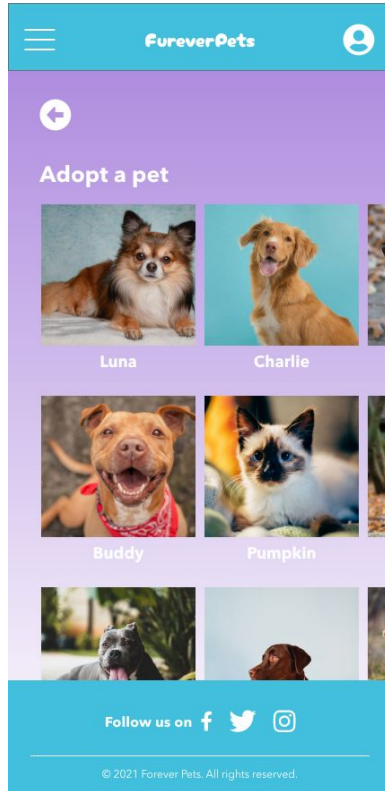 FureverPets
Adopt a pet
Luna
Charlie
Buddy
Pumpkin
Follow us on
© 2021 Forever Pets. All rights reserved.